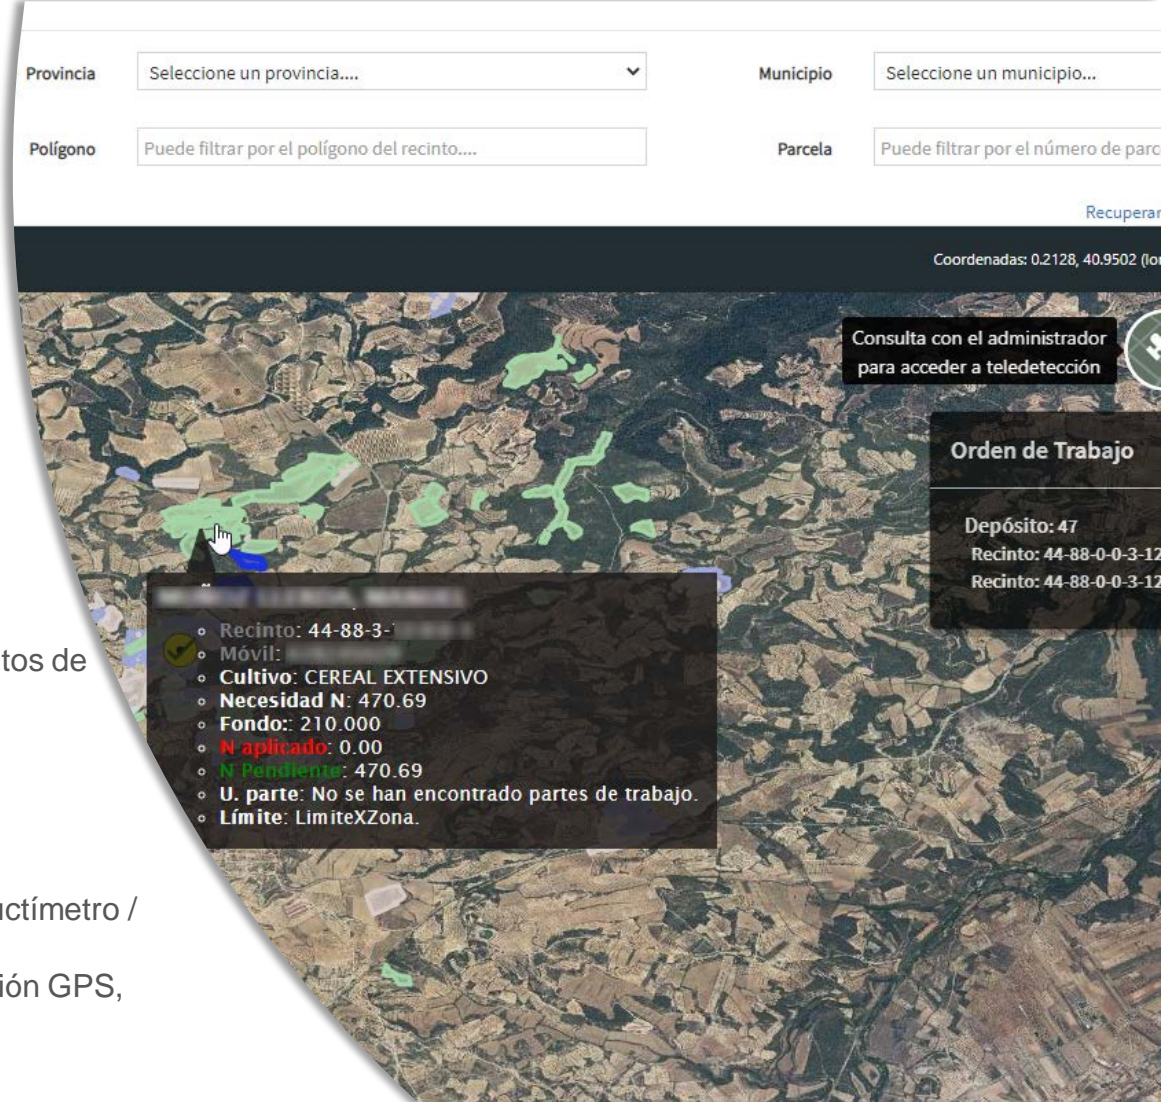 Provincia
Seleccione un provincia....
Municipio
Seleccione un municipio...
Polígono
Puede filtrar por el polígono del recinto....
Parcela
Puede filtrar por el número de parc
Recuperar
Coordenadas: 0.2128, 40.9502 (lo
Consulta con el administrador
para acceder a teledetección
Orden de Trabajo
Depósito: 47
Recinto: 44-88-0-0-3-12
Recinto: 44-88-0-0-3-12
Recinto: 44-88-3-
Móvil:
Cultivo: CEREAL EXTENSIVO
Necesidad N: 470.69
Fondo:: 210.000
N aplicado: 0.00
N Pendiente: 470.69
U. parte: No se han encontrado partes de trabajo.
Límite: LimiteXZona.
tos de
uctímetro /
ión GPS,